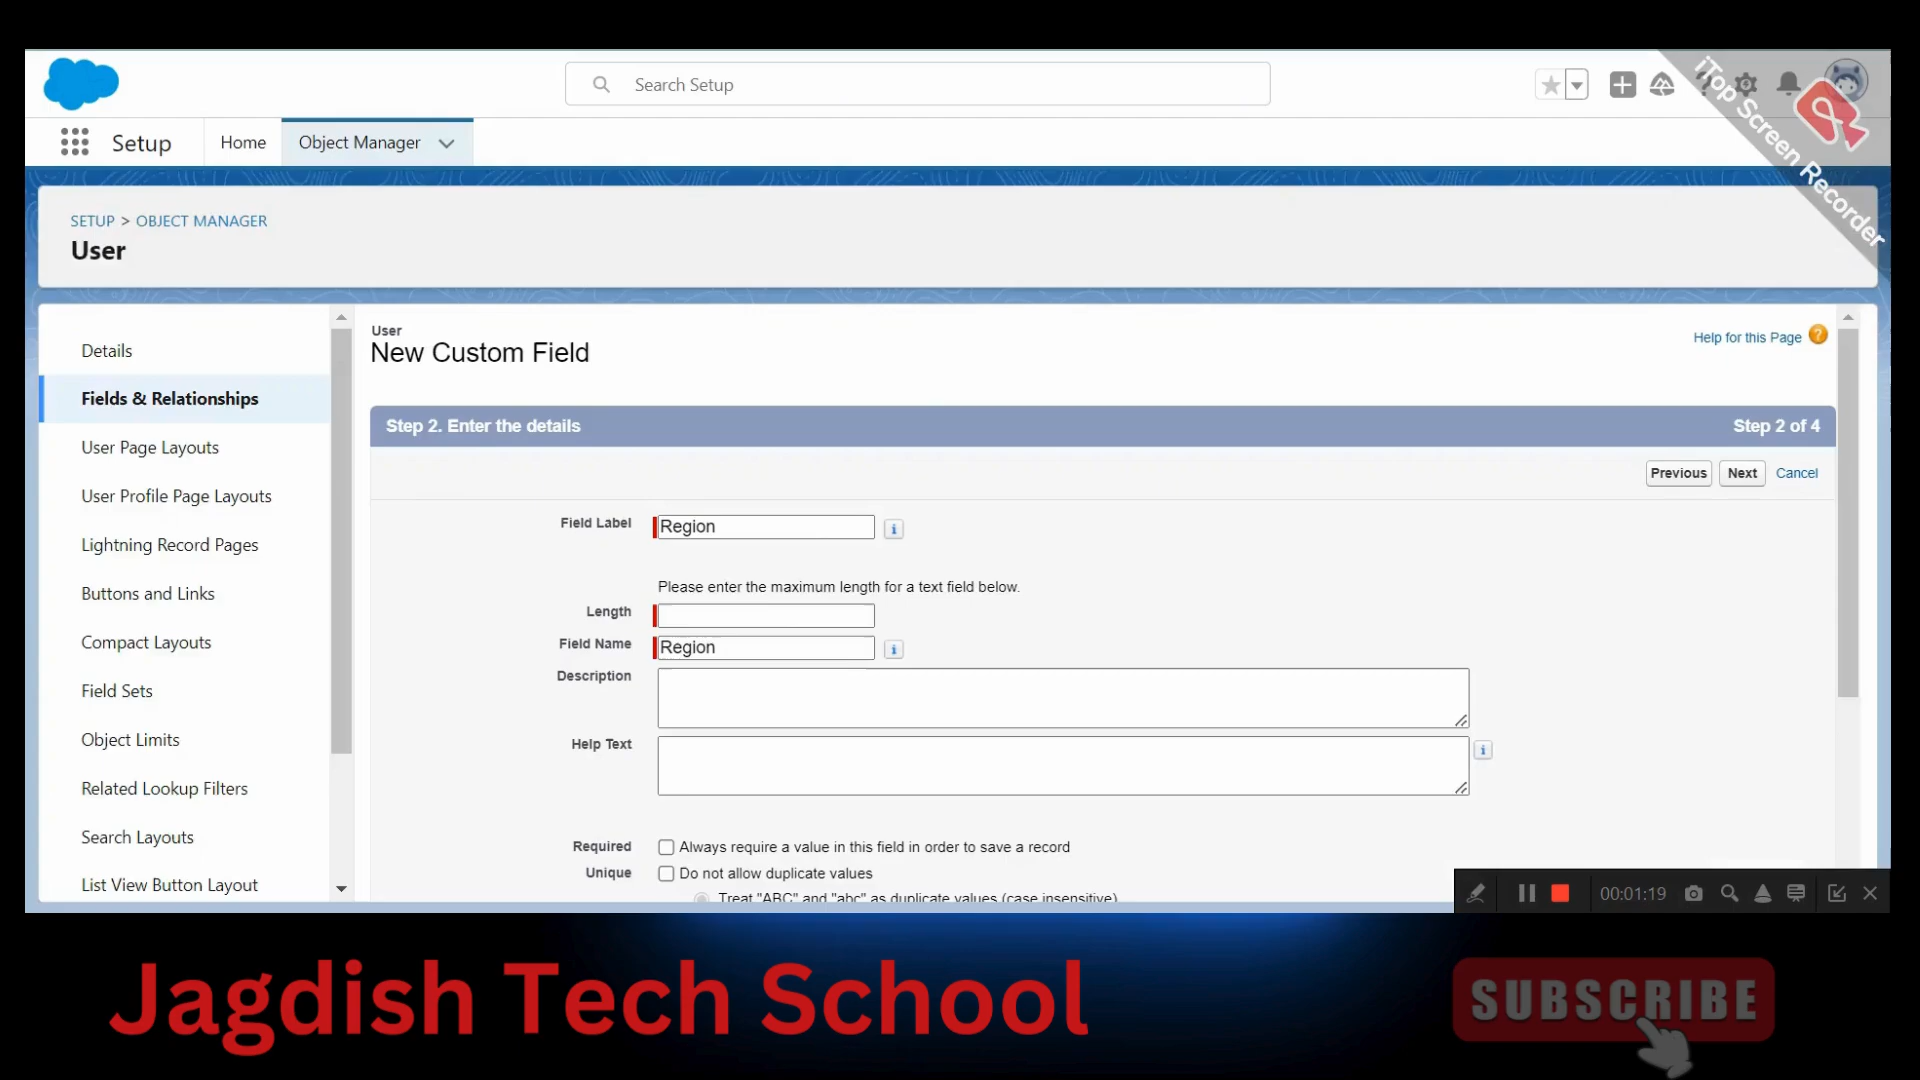 Search Setup
iTop Screen Recorder
Setup
Home
Object Manager
SETUP > OBJECT MANAGER
User
Details
Fields & Relationships
User Page Layouts
User Profile Page Layouts
Lightning Record Pages
Buttons and Links
Compact Layouts
Field Sets
Object Limits
Related Lookup Filters
Search Layouts
List View Button Layout
User
New Custom Field
Help for this Page ?
Step 2. Enter the details
Step 2 of 4
Previous
Next
Cancel
Field Label
Region
i
Please enter the maximum length for a text field below.
Length
Field Name
Region
i
Description
Help Text
i
Required
Always require a value in this field in order to save a record
Unique
Do not allow duplicate values
Treat "ABC" and "abc" as duplicate values (case insensitive)
00:01:19
Jagdish Tech School
SUBSCRIBE